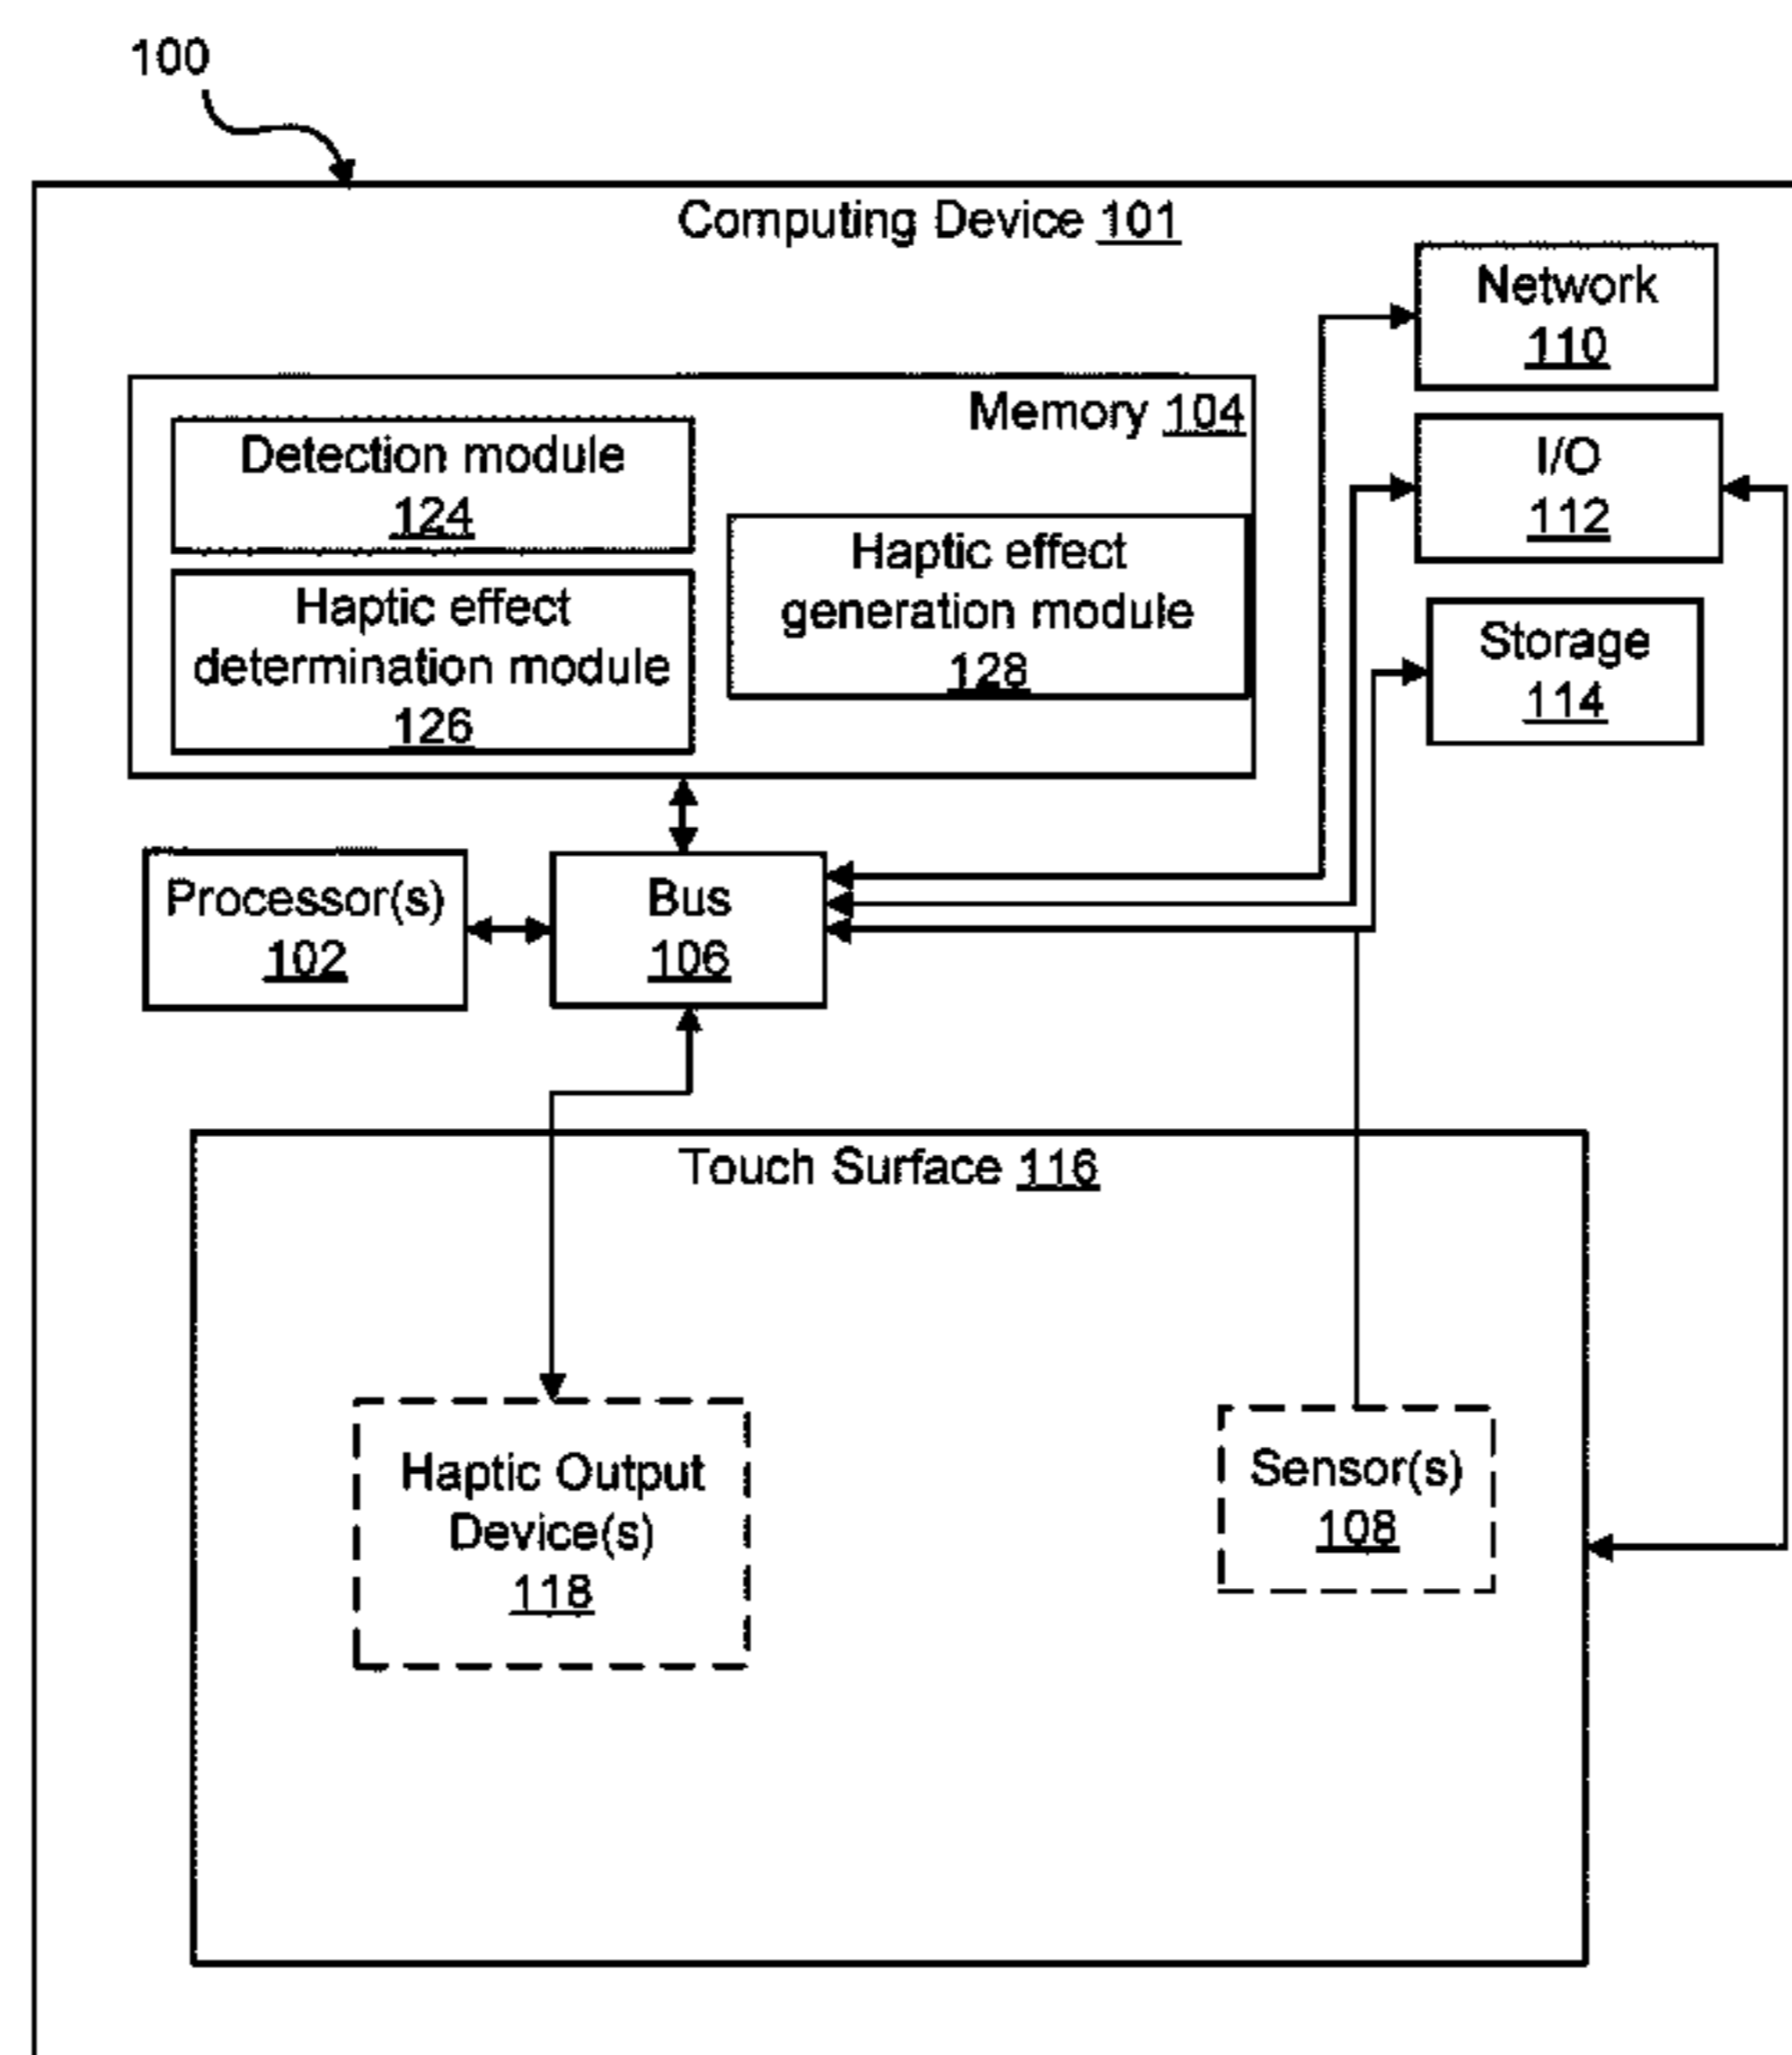 100
Computing Device 101
Network
110
Memory 104
Detection module
124
I/O
112
Haptic effect
generation module
128
Haptic effect
determination module
126
Storage
114
Processor(s)
102
Bus
106
Touch Surface 116
Haptic Output
Device(s)
118
Sensor(s)
108